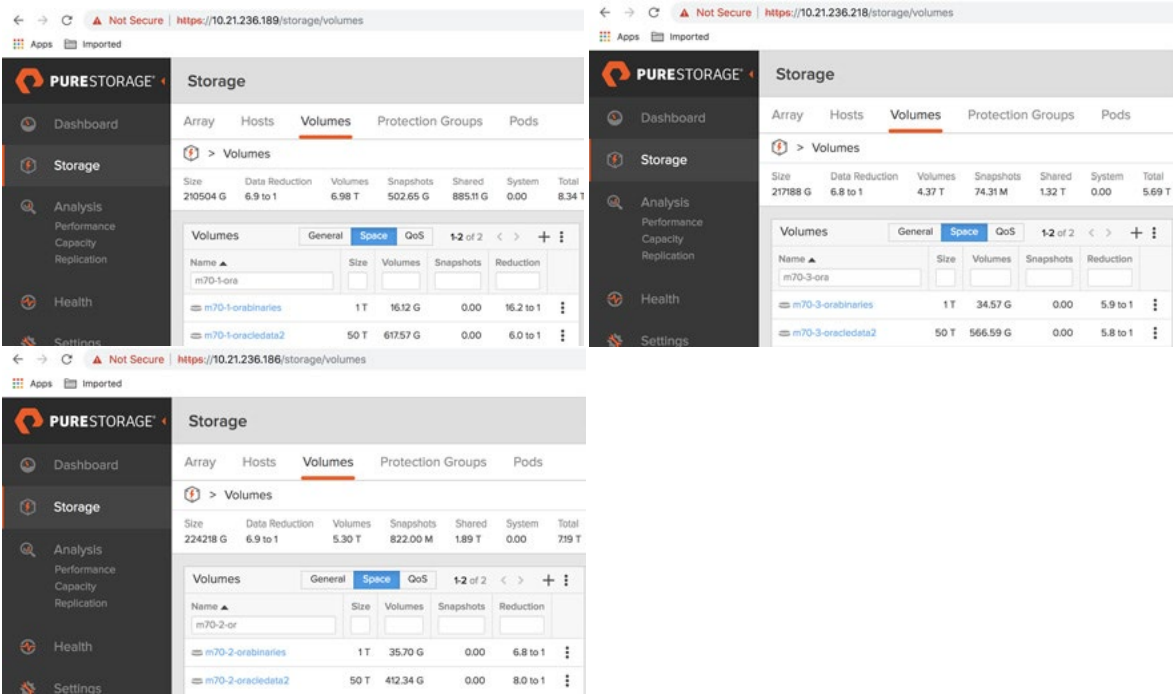 Not Secure | https://10.21.236.189/storage/volumes
Apps Imported
PURESTORAGE®
Storage
Dashboard
Array Hosts Volumes Protection Groups Pods
Storage
> Volumes
Size Data Reduction Volumes Snapshots Shared System Total
210504 G 6.9 to 1 6.98 T 502.65 G 885.11 G 0.00 8.34 T
Analysis
Performance
Capacity
Replication
Volumes General Space QoS 1-2 of 2 < > +
Name Size Volumes Snapshots Reduction
m70-1-ora
Health
m70-1-orabinaries 1 T 16.12 G 0.00 16.2 to 1
Settings
m70-1-oracledata2 50 T 617.57 G 0.00 6.0 to 1
Not Secure | https://10.21.236.218/storage/volumes
Apps Imported
PURESTORAGE®
Storage
Dashboard
Array Hosts Volumes Protection Groups Pods
Storage
> Volumes
Size Data Reduction Volumes Snapshots Shared System Total
217188 G 6.8 to 1 4.37 T 74.31 M 1.32 T 0.00 5.69 T
Analysis
Performance
Capacity
Replication
Volumes General Space QoS 1-2 of 2 < > +
Name Size Volumes Snapshots Reduction
m70-3-ora
Health
m70-3-orabinaries 1 T 34.57 G 0.00 5.9 to 1
Settings
m70-3-oracledata2 50 T 566.59 G 0.00 5.8 to 1
Not Secure | https://10.21.236.186/storage/volumes
Apps Imported
PURESTORAGE®
Storage
Dashboard
Array Hosts Volumes Protection Groups Pods
Storage
> Volumes
Size Data Reduction Volumes Snapshots Shared System Total
224218 G 6.9 to 1 5.30 T 822.00 M 1.89 T 0.00 7.19 T
Analysis
Performance
Capacity
Replication
Volumes General Space QoS 1-2 of 2 < > +
Name Size Volumes Snapshots Reduction
m70-2-or
Health
m70-2-orabinaries 1 T 35.70 G 0.00 6.8 to 1
Settings
m70-2-oracledata2 50 T 412.34 G 0.00 8.0 to 1